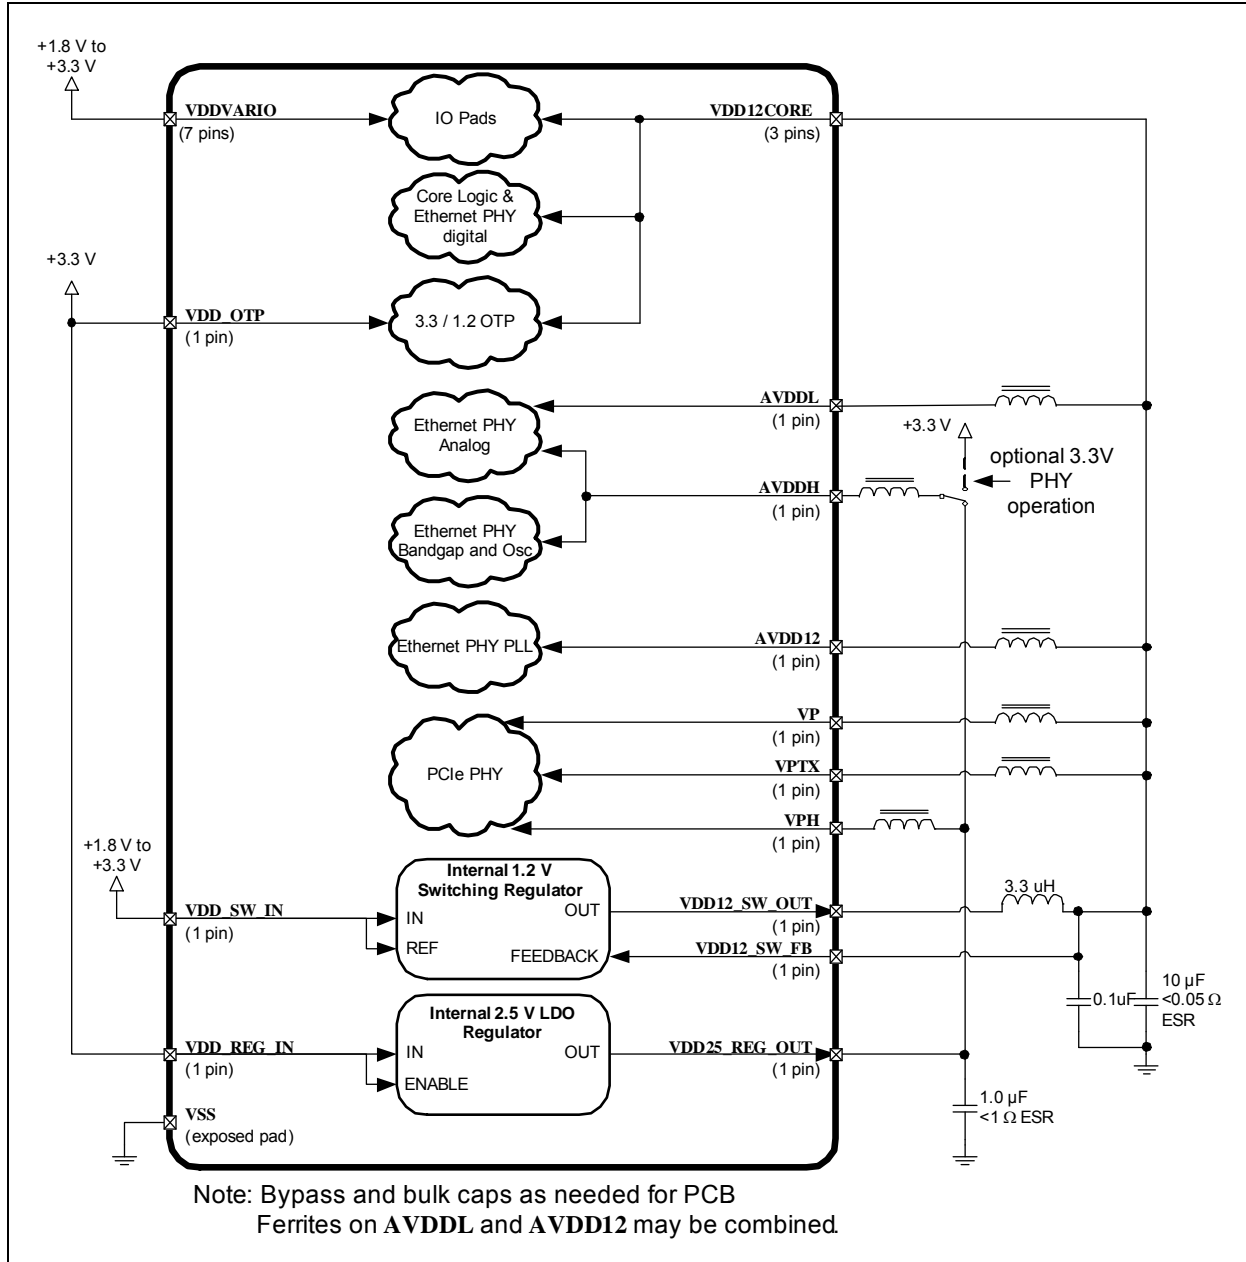 +1.8 V to
+3.3 V
VDDVARIO
(7 pins)
IO Pads
VDD12CORE
(3 pins)
Core Logic &
Ethernet PHY
digital
+3.3 V
VDD_OTP
(1 pin)
3.3 / 1.2 OTP
AVDDL
(1 pin)
Ethernet PHY
Analog
+3.3 V
optional 3.3V
PHY
operation
AVDDH
(1 pin)
Ethernet PHY
Bandgap and Osc
Ethernet PHY PLL
AVDD12
(1 pin)
VP
(1 pin)
PCIe PHY
VPTX
(1 pin)
VPH
(1 pin)
+1.8 V to
+3.3 V
Internal 1.2 V
Switching Regulator
VDD_SW_IN
(1 pin)
IN
REF
OUT
FEEDBACK
VDD12_SW_OUT
(1 pin)
3.3 uH
VDD12_SW_FB
(1 pin)
0.1uF
10 µF
<0.05 Ω
ESR
Internal 2.5 V LDO
Regulator
VDD_REG_IN
(1 pin)
IN
ENABLE
OUT
VDD25_REG_OUT
(1 pin)
1.0 µF
<1 Ω ESR
VSS
(exposed pad)
Note: Bypass and bulk caps as needed for PCB
Ferrites on AVDDL and AVDD12 may be combined.